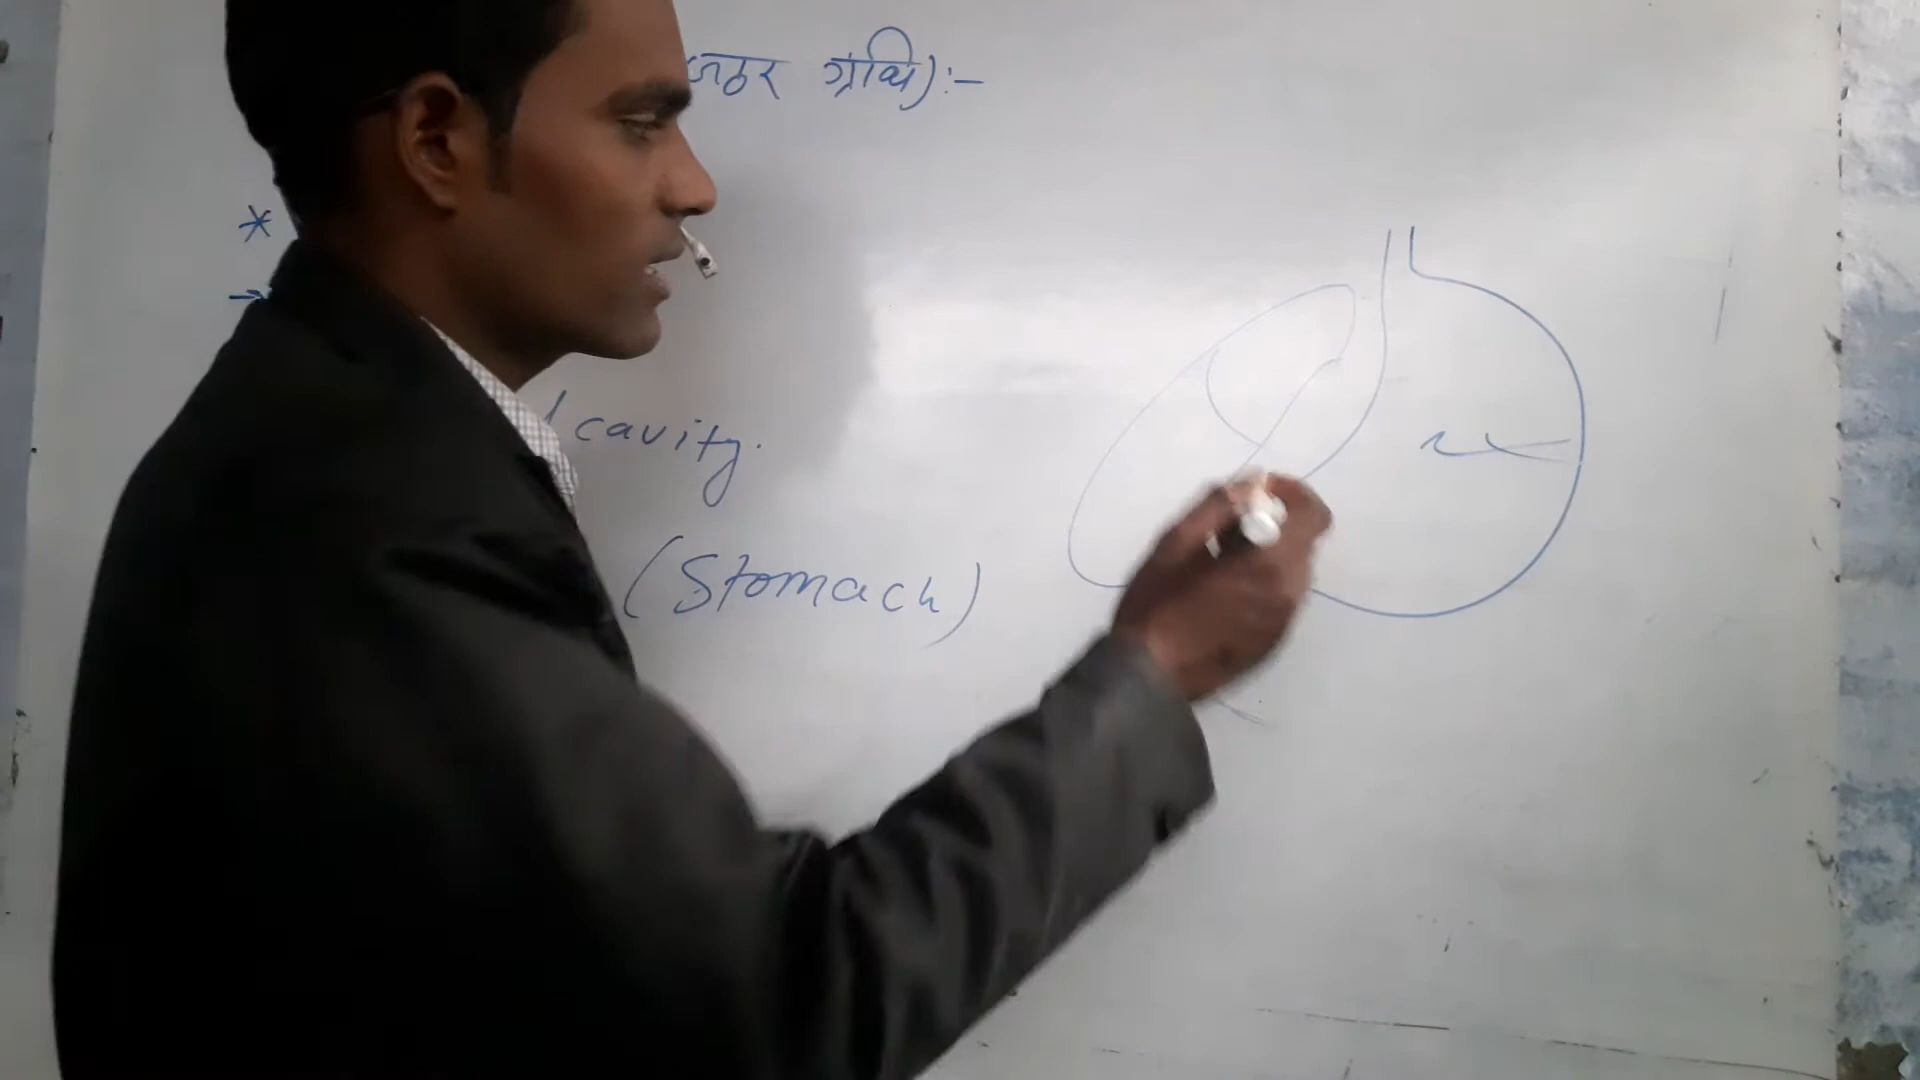 जठर ग्रंथि):-
*
→
cavity.
(Stomach)